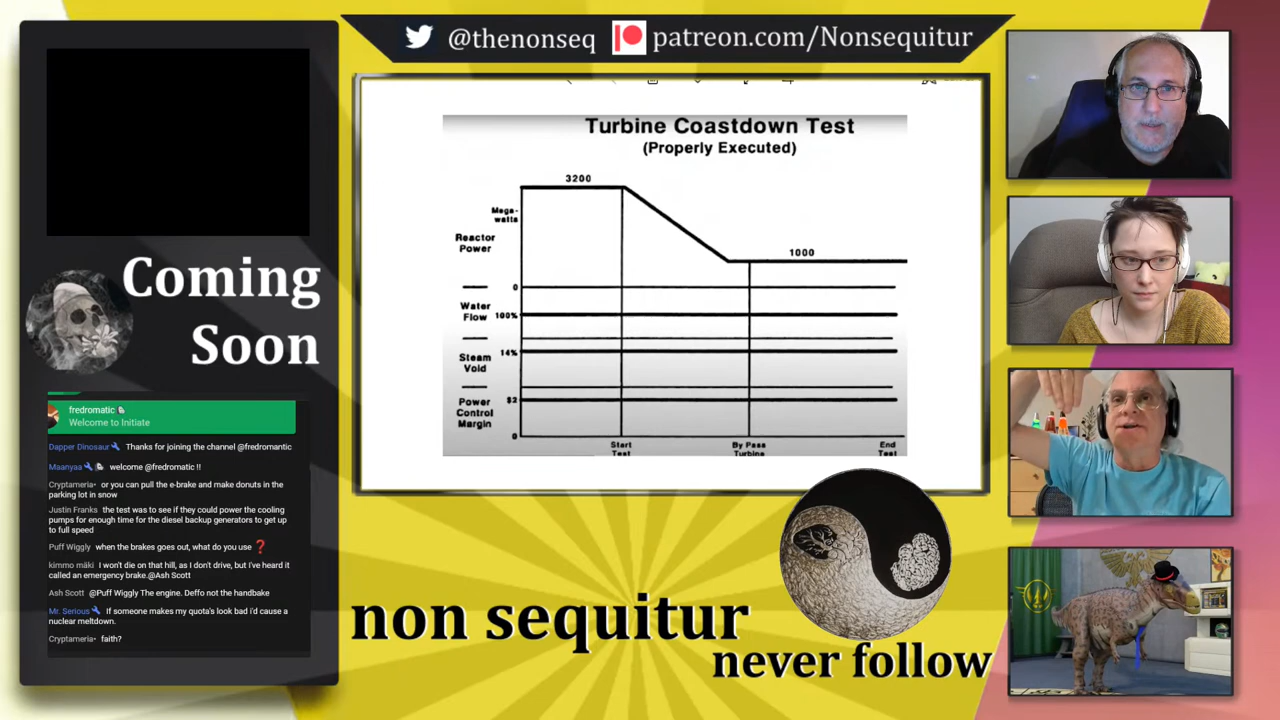 @thenonseq
patreon.com/Nonsequitur
Coming
Soon
fredromatic
Welcome to Initiate
Dapper Dinosaur Thanks for joining the channel @fredromantic
Maanyaa welcome @fredromatic !!
Cryptameria• or you can pull the e-brake and make donuts in the
parking lot in snow
Justin Franks the test was to see if they could power the cooling
pumps for enough time for the diesel backup generators to get up
to full speed
Puff Wiggly when the brakes goes out, what do you use ❓
kimmo mäki I won't die on that hill, as I don't drive, but I've heard it
called an emergency brake.@Ash Scott
Ash Scott @Puff Wiggly The engine. Deffo not the handbake
Mr. Serious If someone makes my quota's look bad i'd cause a
nuclear meltdown.
Cryptameria• faith?
Turbine Coastdown Test
(Properly Executed)
3200
Mega-
watts
Reactor
Power
1000
0
Water
Flow
100%
Steam
Void
14%
Power
Control
Margin
$2
0
Start
Test
By Pass
Turbine
End
Test
non sequitur
never follow